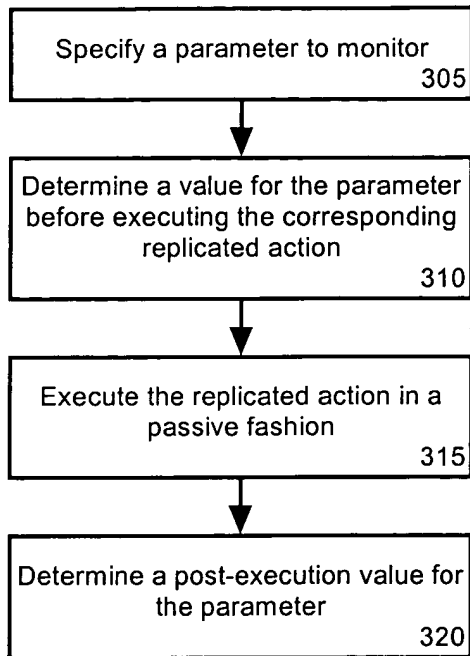 Specify a parameter to monitor
305
Determine a value for the parameter
before executing the corresponding
replicated action
310
Execute the replicated action in a
passive fashion
315
Determine a post-execution value for
the parameter
320